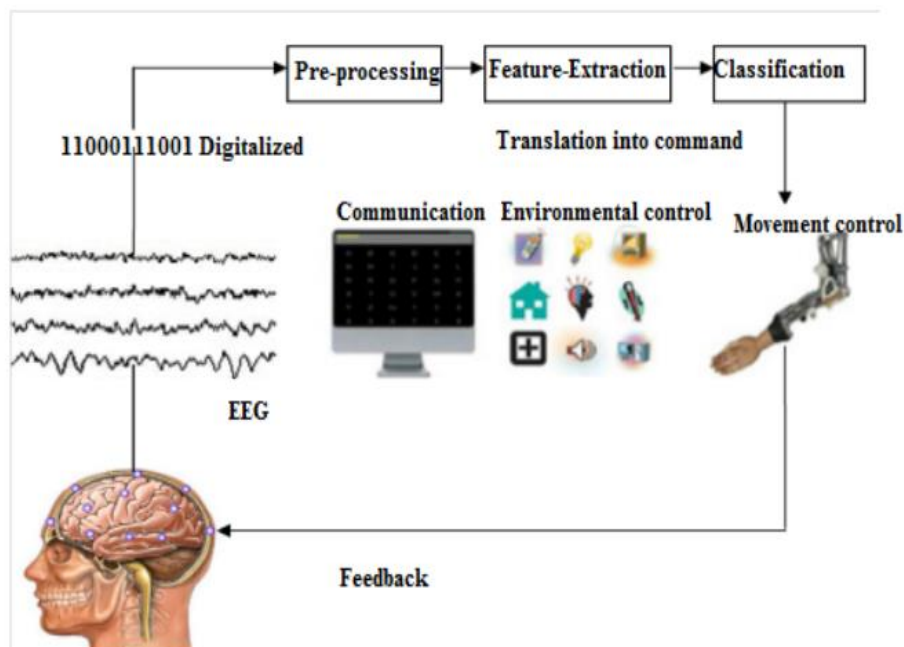 Pre-processing
Feature-Extraction
Classification
11000111001 Digitalized
Translation into command
Communication
Environmental control
Movement control
EEG
Feedback